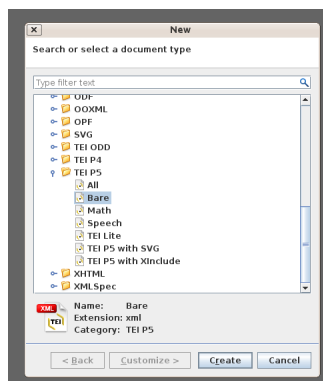 New
Search or select a document type
Type filter text
ODF
OOXML
OPF
SVG
TEI ODD
TEI P4
TEI P5
All
Bare
Math
Speech
TEI Lite
TEI P5 with SVG
TEI P5 with XInclude
XHTML
XMLSpec
XML
TEI
Name: Bare
Extension: xml
Category: TEI P5
< Back Customize > Create Cancel